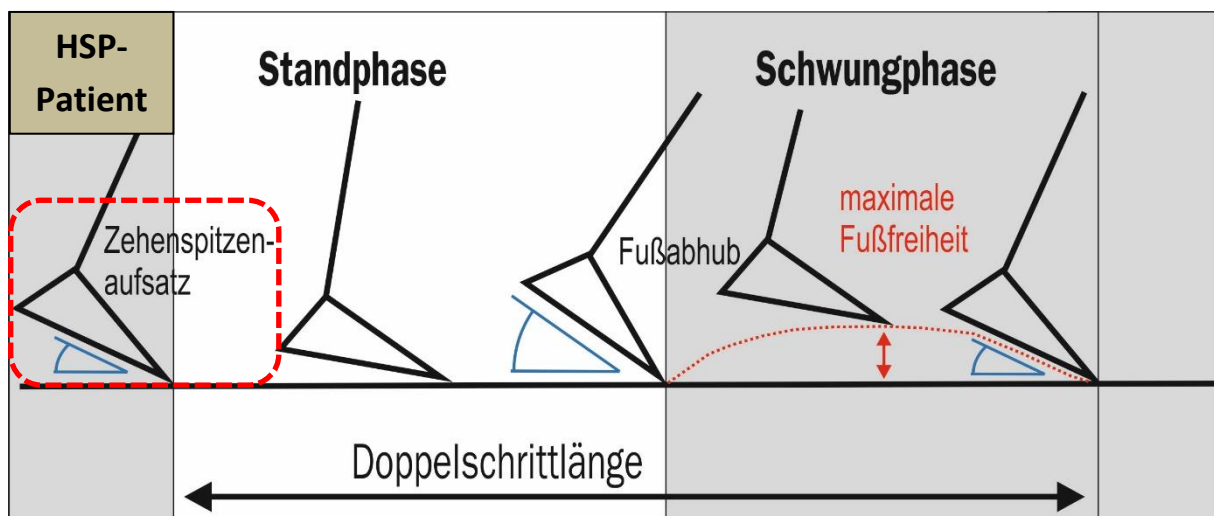 HSP-
Patient
Standphase
Schwungphase
Zehenspitzen-
aufsatz
Fußabhub
maximale
Fußfreiheit
Doppelschrittlänge